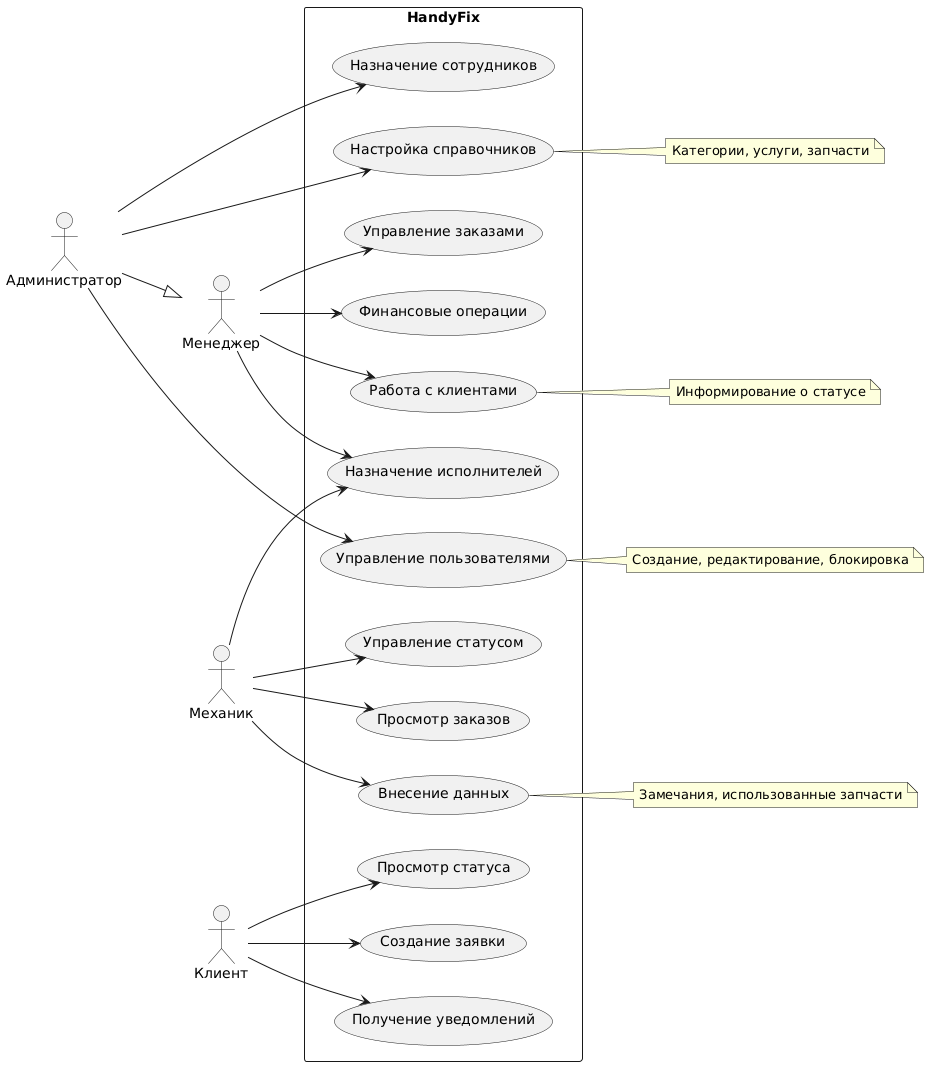 HandyFix
Назначение сотрудников
Настройка справочников
Категории, услуги, запчасти
Администратор
Управление заказами
Менеджер
Финансовые операции
Работа с клиентами
Информирование о статусе
Назначение исполнителей
Управление пользователями
Создание, редактирование, блокировка
Управление статусом
Механик
Просмотр заказов
Внесение данных
Замечания, использованные запчасти
Просмотр статуса
Клиент
Создание заявки
Получение уведомлений